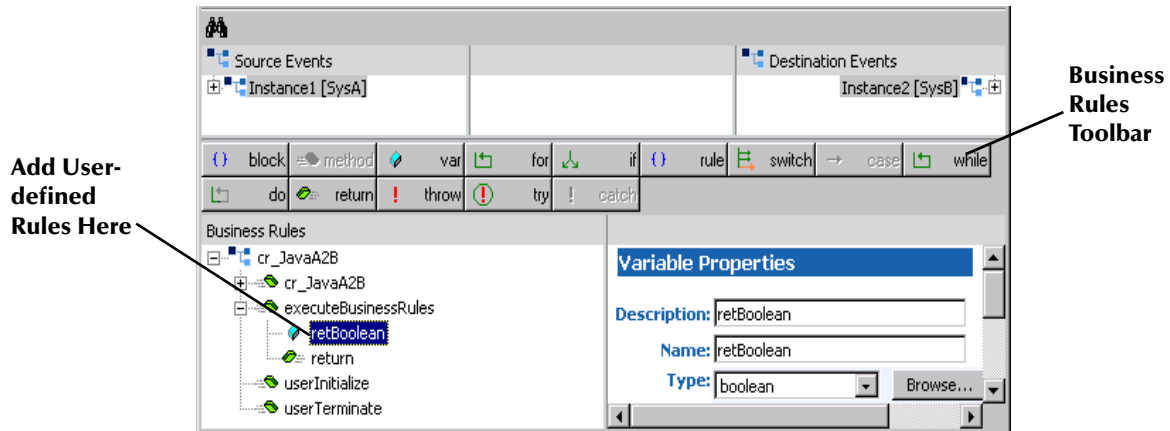 Source Events
Destination Events
Instance1 [SysA]
Instance2 [SysB]
Business
Rules
Toolbar
block method var for if rule switch case while
do return throw try catch
Add User-
defined
Rules Here
Business Rules
cr_JavaA2B
cr_JavaA2B
executeBusinessRules
retBoolean
return
userInitialize
userTerminate
Variable Properties
Description: retBoolean
Name: retBoolean
Type: boolean Browse...